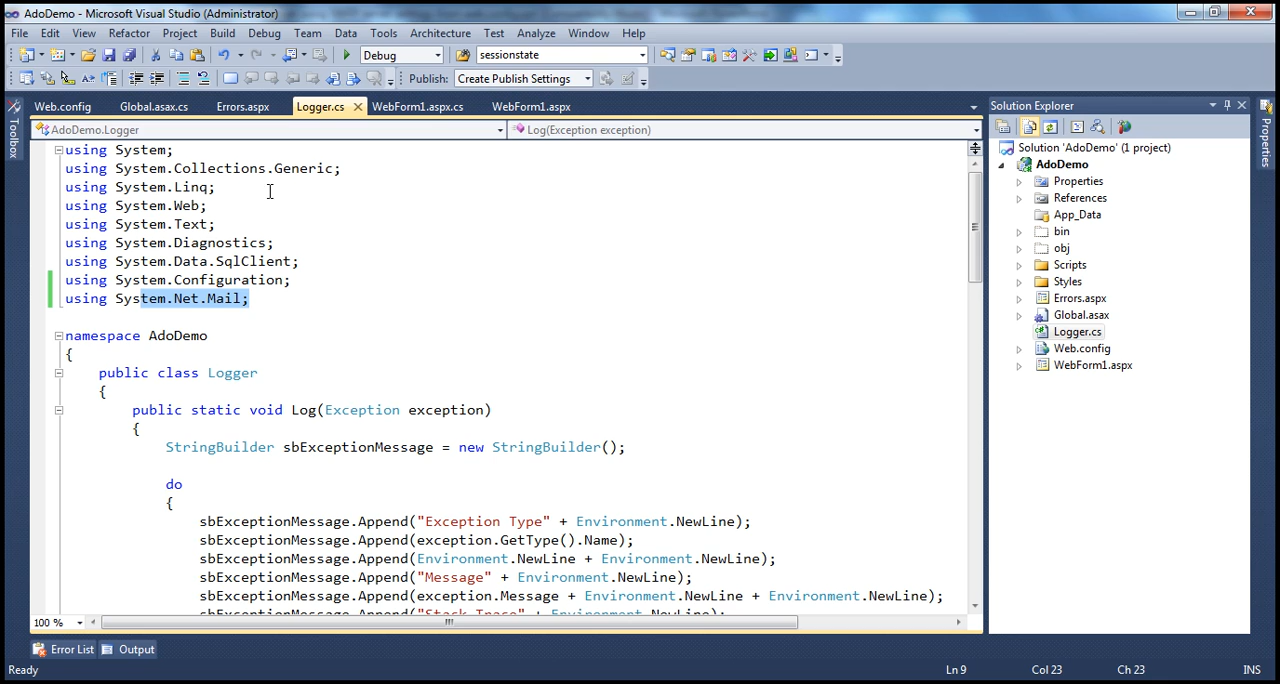 AdoDemo - Microsoft Visual Studio (Administrator)
File Edit View Refactor Project Build Debug Team Data Tools Architecture Test Analyze Window Help
Debug sessionstate
Publish: Create Publish Settings
Web.config Global.asax.cs Errors.aspx Logger.cs WebForm1.aspx.cs WebForm1.aspx
AdoDemo.Logger Log(Exception exception)
using System;
using System.Collections.Generic;
using System.Linq;
using System.Web;
using System.Text;
using System.Diagnostics;
using System.Data.SqlClient;
using System.Configuration;
using System.Net.Mail;
namespace AdoDemo
{
public class Logger
{
public static void Log(Exception exception)
{
StringBuilder sbExceptionMessage = new StringBuilder();
do
{
sbExceptionMessage.Append("Exception Type" + Environment.NewLine);
sbExceptionMessage.Append(exception.GetType().Name);
sbExceptionMessage.Append(Environment.NewLine + Environment.NewLine);
sbExceptionMessage.Append("Message" + Environment.NewLine);
sbExceptionMessage.Append(exception.Message + Environment.NewLine + Environment.NewLine);
sbExceptionMessage.Append("Stack Trace" + Environment.NewLine);
100 %
Error List Output
Ready Ln 9 Col 23 Ch 23 INS
Toolbox
Solution Explorer
Solution 'AdoDemo' (1 project)
AdoDemo
Properties
References
App_Data
bin
obj
Scripts
Styles
Errors.aspx
Global.asax
Logger.cs
Web.config
WebForm1.aspx
Properties